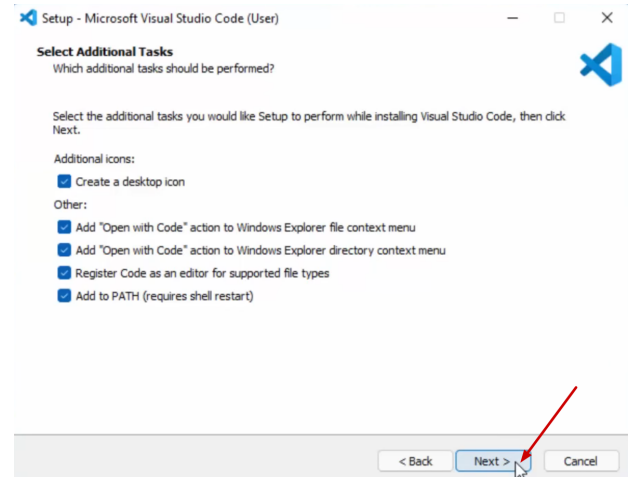 Setup - Microsoft Visual Studio Code (User)
Select Additional Tasks
Which additional tasks should be performed?
Select the additional tasks you would like Setup to perform while installing Visual Studio Code, then click
Next.
Additional icons:
Create a desktop icon
Other:
Add "Open with Code" action to Windows Explorer file context menu
Add "Open with Code" action to Windows Explorer directory context menu
Register Code as an editor for supported file types
Add to PATH (requires shell restart)
< Back Next > Cancel